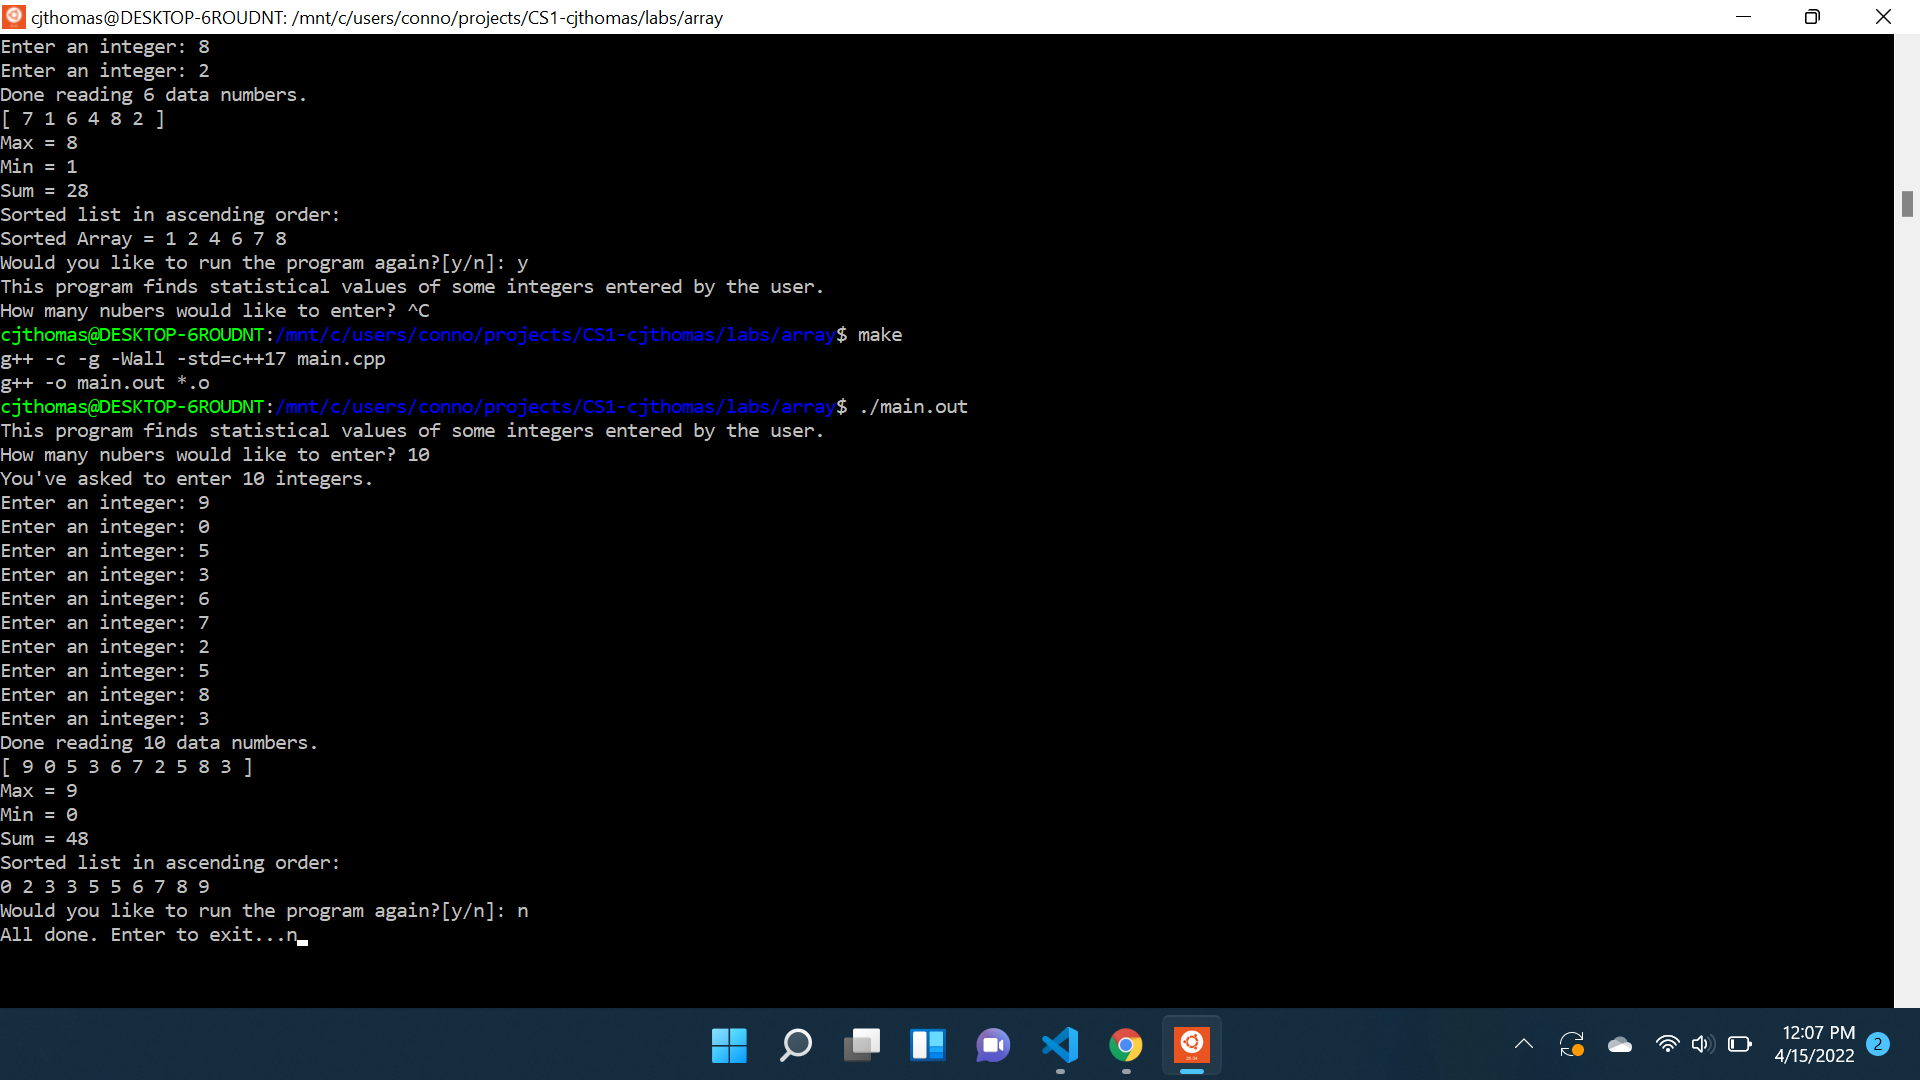 cjthomas@DESKTOP-6ROUDNT: /mnt/c/users/conno/projects/CS1-cjthomas/labs/array
Enter an integer: 8
Enter an integer: 2
Done reading 6 data numbers.
[ 7 1 6 4 8 2 ]
Max = 8
Min = 1
Sum = 28
Sorted list in ascending order:
Sorted Array = 1 2 4 6 7 8
Would you like to run the program again?[y/n]: y
This program finds statistical values of some integers entered by the user.
How many nubers would like to enter? ^C
cjthomas@DESKTOP-6ROUDNT:/mnt/c/users/conno/projects/CS1-cjthomas/labs/array$ make
g++ -c -g -Wall -std=c++17 main.cpp
g++ -o main.out *.o
cjthomas@DESKTOP-6ROUDNT:/mnt/c/users/conno/projects/CS1-cjthomas/labs/array$ ./main.out
This program finds statistical values of some integers entered by the user.
How many nubers would like to enter? 10
You've asked to enter 10 integers.
Enter an integer: 9
Enter an integer: 0
Enter an integer: 5
Enter an integer: 3
Enter an integer: 6
Enter an integer: 7
Enter an integer: 2
Enter an integer: 5
Enter an integer: 8
Enter an integer: 3
Done reading 10 data numbers.
[ 9 0 5 3 6 7 2 5 8 3 ]
Max = 9
Min = 0
Sum = 48
Sorted list in ascending order:
0 2 3 3 5 5 6 7 8 9
Would you like to run the program again?[y/n]: n
All done. Enter to exit...n
12:07 PM
4/15/2022
2